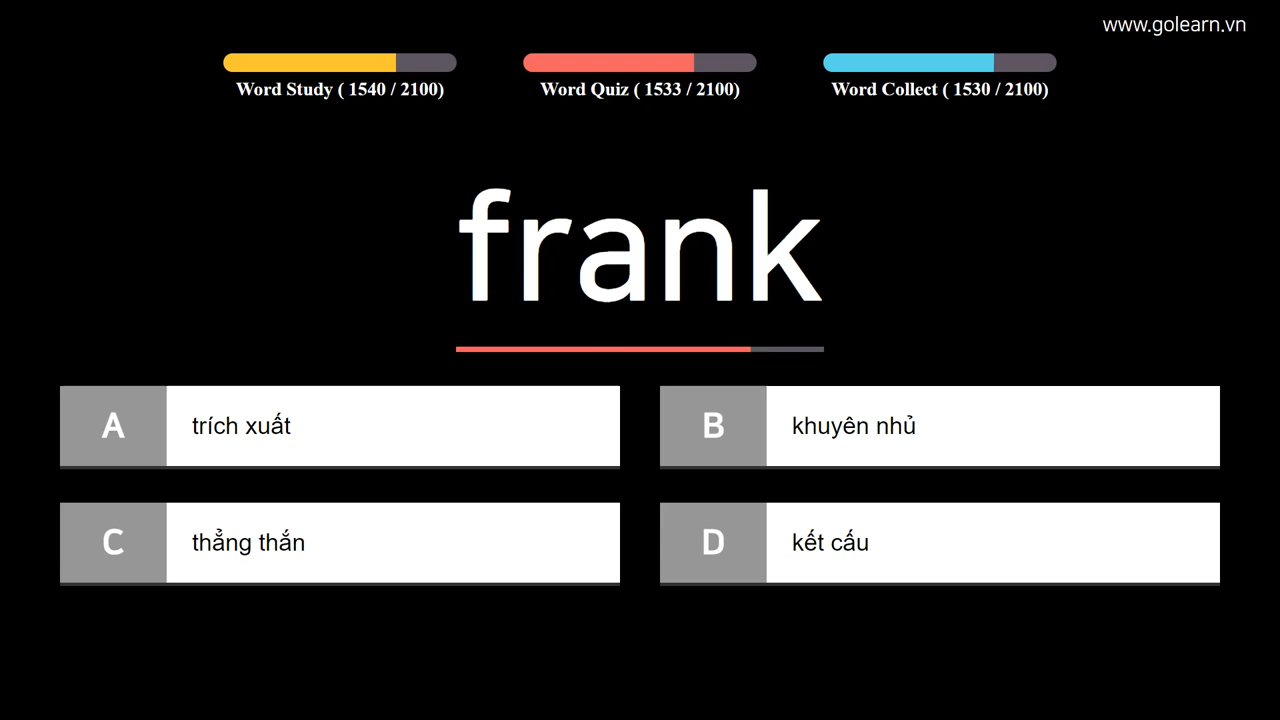 www.golearn.vn
Word Study ( 1540 / 2100)
Word Quiz ( 1533 / 2100)
Word Collect ( 1530 / 2100)
frank
A
trích xuất
B
khuyên nhủ
C
thẳng thắn
D
kết cấu